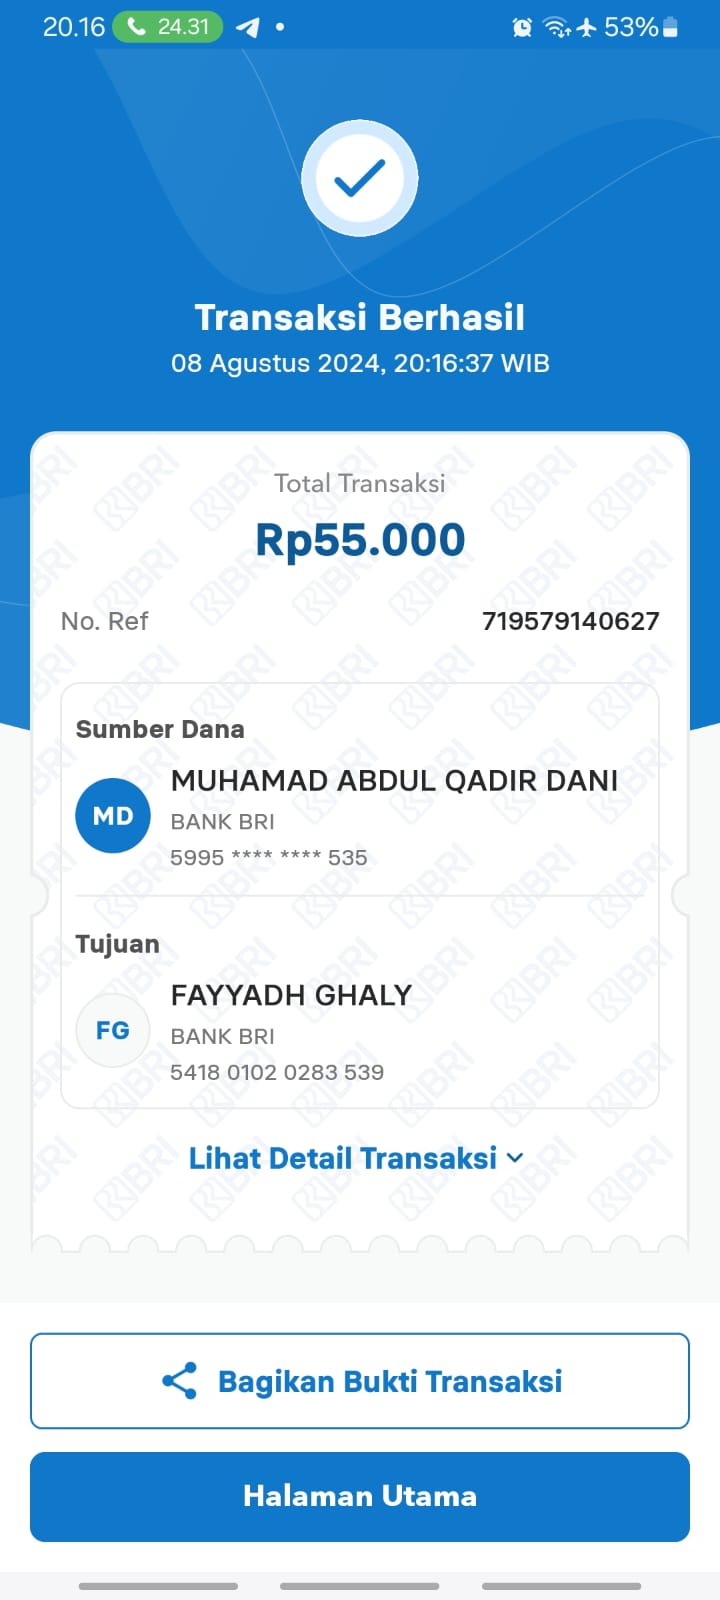 20.16 24.31 53%
Transaksi Berhasil
08 Agustus 2024, 20:16:37 WIB
Total Transaksi
Rp55.000
No. Ref 719579140627
Sumber Dana
MD
MUHAMAD ABDUL QADIR DANI
BANK BRI
5995 **** **** 535
Tujuan
FG
FAYYADH GHALY
BANK BRI
5418 0102 0283 539
Lihat Detail Transaksi
Bagikan Bukti Transaksi
Halaman Utama